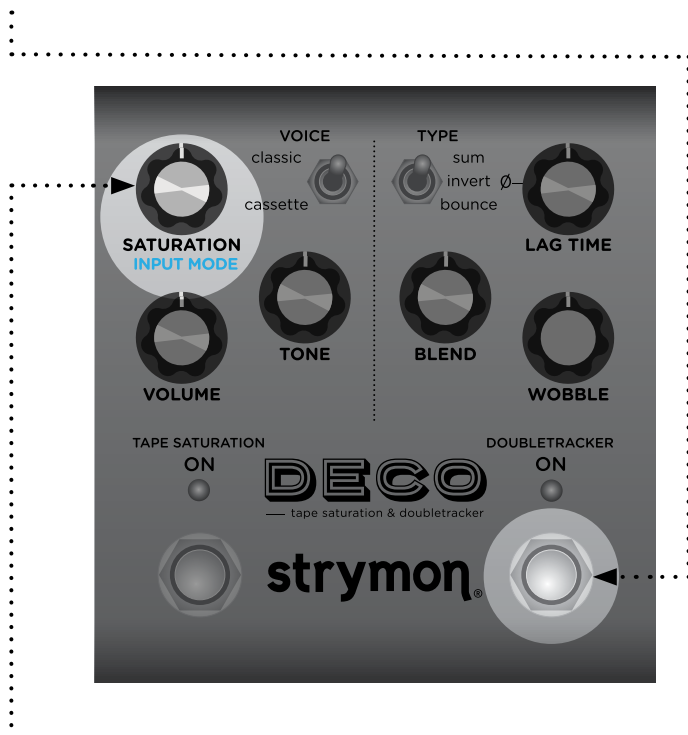 VOICE
classic
cassette
TYPE
sum
invert Ø
bounce
SATURATION
INPUT MODE
LAG TIME
TONE
BLEND
VOLUME
WOBBLE
TAPE SATURATION
ON
DOUBLETRACKER
ON
DECO
tape saturation & doubletracker
strymon®